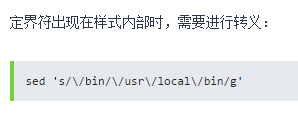 定界符出现在样式内部时，需要进行转义：
sed 's/\/bin/\/usr\/local\/bin/g'